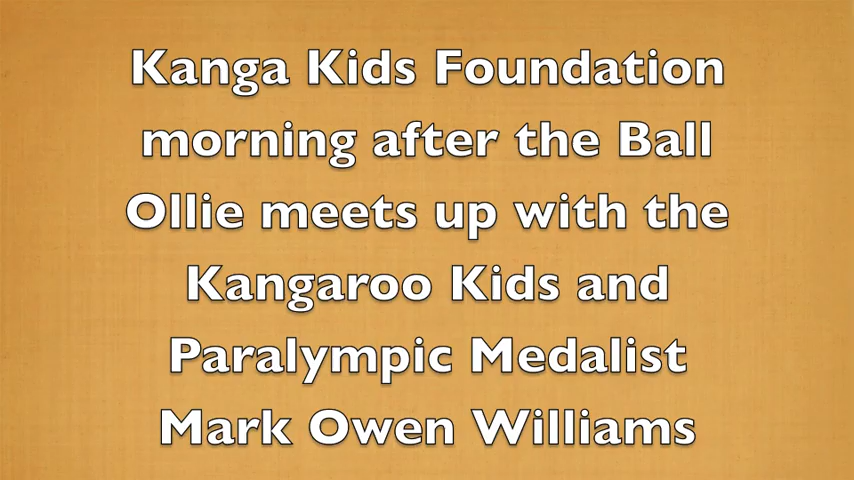 Kanga Kids Foundation
morning after the Ball
Ollie meets up with the
Kangaroo Kids and
Paralympic Medalist
Mark Owen Williams